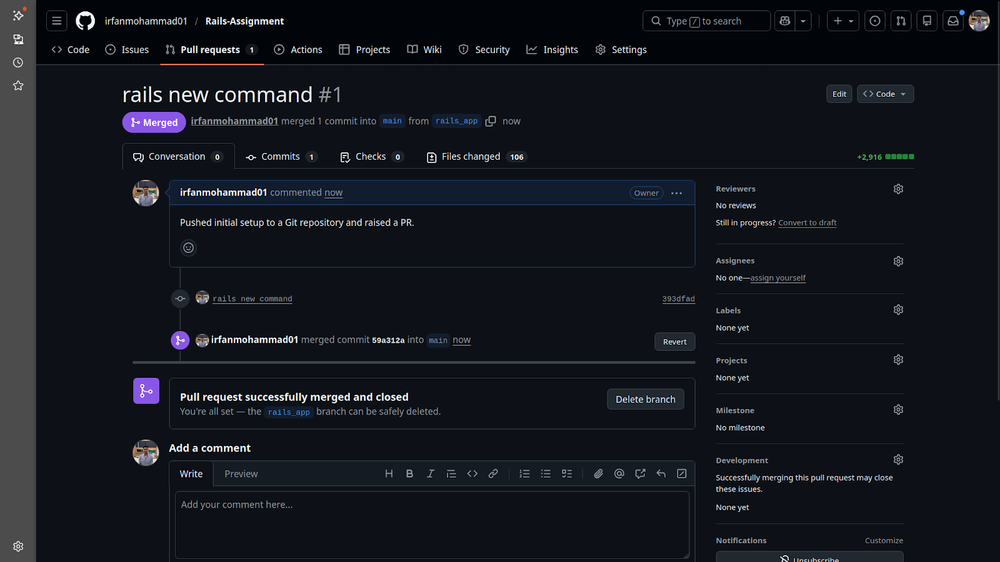 irfanmohammad01 / Rails-Assignment
Type / to search
Code Issues Pull requests 1 Actions Projects Wiki Security Insights Settings
rails new command #1
Edit Code
Merged irfanmohammad01 merged 1 commit into main from rails_app now
Conversation 0 Commits 1 Checks 0 Files changed 106
+2,916
irfanmohammad01 commented now
Owner
Pushed initial setup to a Git repository and raised a PR.
rails new command 393dfad
irfanmohammad01 merged commit 59a312a into main now
Revert
Pull request successfully merged and closed
You're all set — the rails_app branch can be safely deleted.
Delete branch
Add a comment
Write Preview
H B I
Add your comment here...
Reviewers
No reviews
Still in progress? Convert to draft
Assignees
No one—assign yourself
Labels
None yet
Projects
None yet
Milestone
No milestone
Development
Successfully merging this pull request may close
these issues.
None yet
Notifications Customize
Unsubscribe